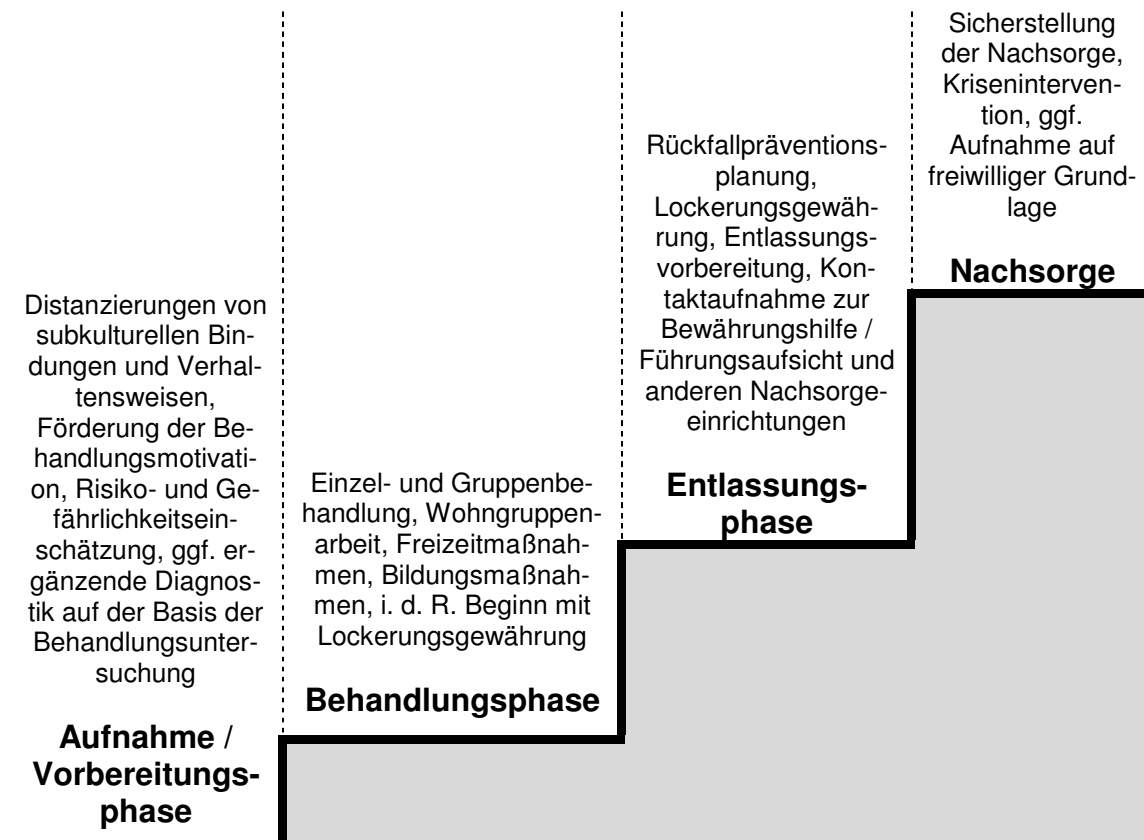 Distanzierungen von
subkulturellen Bin-
dungen und Verhal-
tensweisen,
Förderung der Be-
handlungsmotivati-
on, Risiko- und Ge-
fährlichkeitsein-
schätzung, ggf. er-
gänzende Diagnos-
tik auf der Basis der
Behandlungsunter-
suchung
Aufnahme /
Vorbereitungs-
phase
Einzel- und Gruppenbe-
handlung, Wohngruppen-
arbeit, Freizeitmaßnah-
men, Bildungsmaßnah-
men, i. d. R. Beginn mit
Lockerungsgewährung
Behandlungsphase
Rückfallpräventions-
planung,
Lockerungsgewäh-
rung, Entlassungs-
vorbereitung, Kon-
taktaufnahme zur
Bewährungshilfe /
Führungsaufsicht und
anderen Nachsorge-
einrichtungen
Entlassungs-
phase
Sicherstellung
der Nachsorge,
Kriseninterven-
tion, ggf.
Aufnahme auf
freiwilliger Grund-
lage
Nachsorge